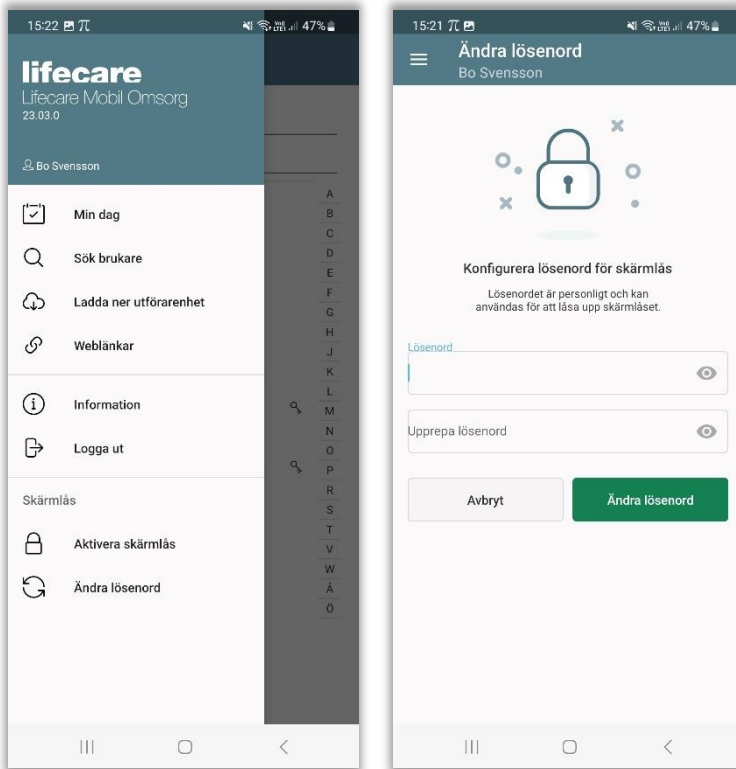 15:22 47%
lifecare
Lifecare Mobil Omsorg
23.03.0
Bo Svensson
Min dag
Sök brukare
Ladda ner utförarenhet
Weblänkar
Information
Logga ut
Skärmlås
Aktivera skärmlås
Ändra lösenord
A
B
C
D
E
F
G
H
J
K
L
M
N
O
P
R
S
T
V
W
Å
Ö
15:21 47%
Ändra lösenord
Bo Svensson
Konfigurera lösenord för skärmlås
Lösenordet är personligt och kan
användas för att låsa upp skärmlåset.
Lösenord
Upprepa lösenord
Avbryt
Ändra lösenord